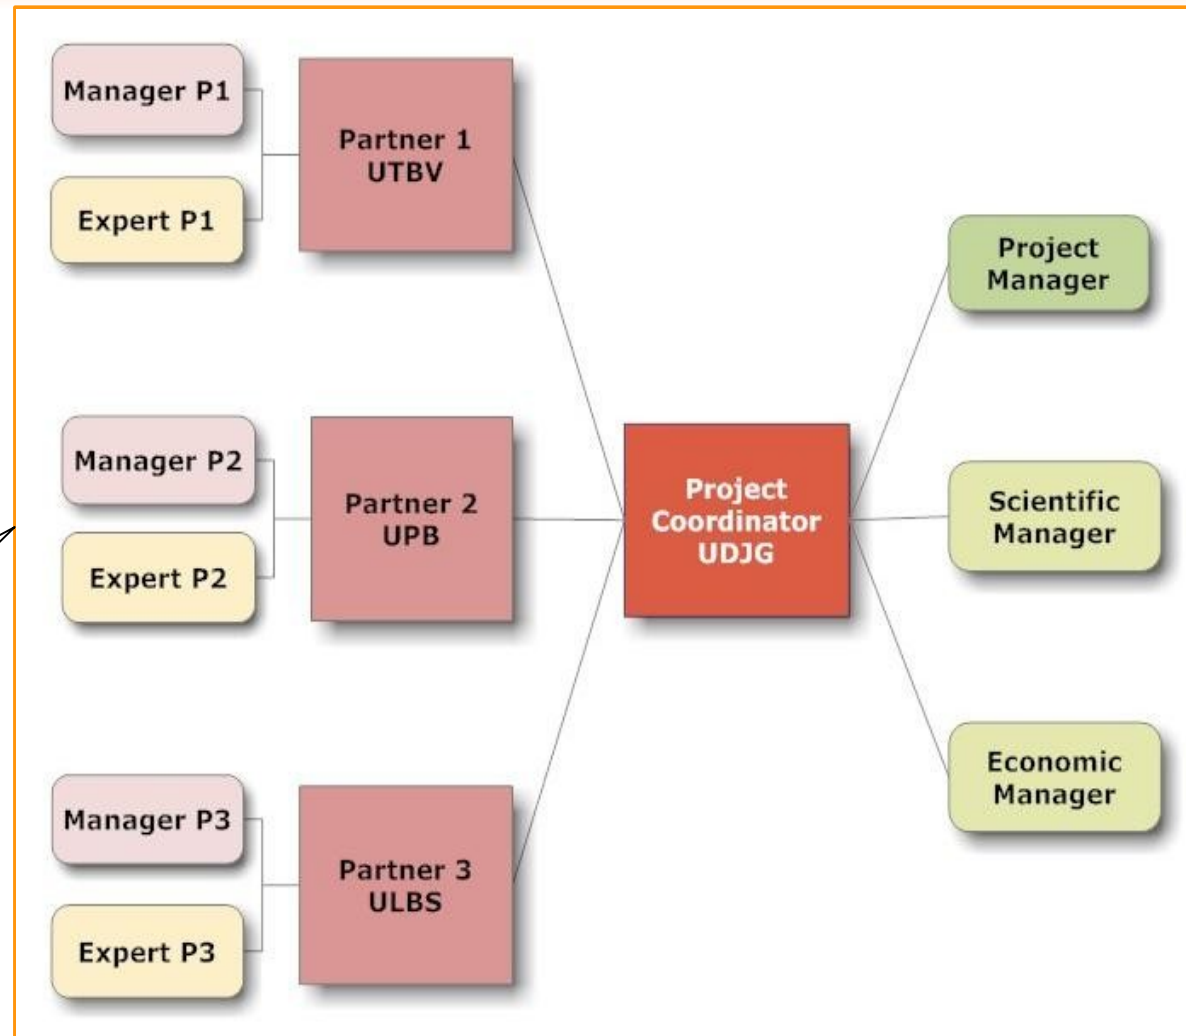 Manager P1
Expert P1
Partner 1
UTBV
Manager P2
Expert P2
Partner 2
UPB
Manager P3
Expert P3
Partner 3
ULBS
Project
Coordinator
UDJG
Project
Manager
Scientific
Manager
Economic
Manager